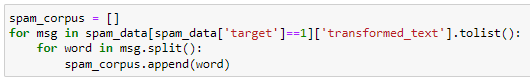 spam_corpus = []
for msg in spam_data[spam_data['target']==1]['transformed_text'].tolist():
    for word in msg.split():
        spam_corpus.append(word)